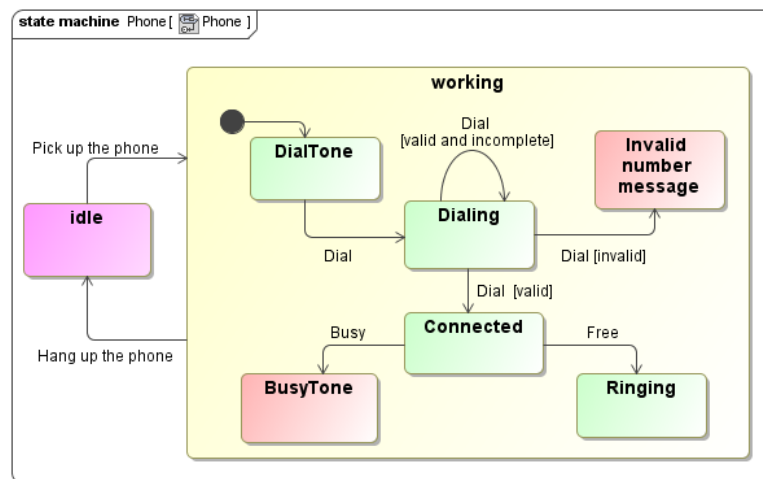 state machine Phone [ Phone ]
working
Pick up the phone
Dial
[valid and incomplete]
DialTone
Invalid
number
message
idle
Dialing
Dial
Dial [invalid]
Dial [valid]
Connected
Busy
Free
Hang up the phone
BusyTone
Ringing